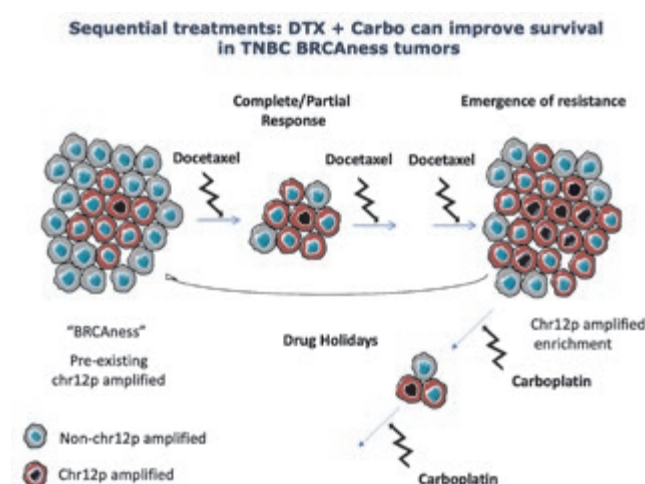 Sequential treatments: DTX + Carbo can improve survival
in TNBC BRCAness tumors
Complete/Partial
Response
Emergence of resistance
Docetaxel
Docetaxel
Docetaxel
"BRCAness"
Pre-existing
chr12p amplified
Drug Holidays
Chr12p amplified
enrichment
Carboplatin
Non-chr12p amplified
Chr12p amplified
Carboplatin